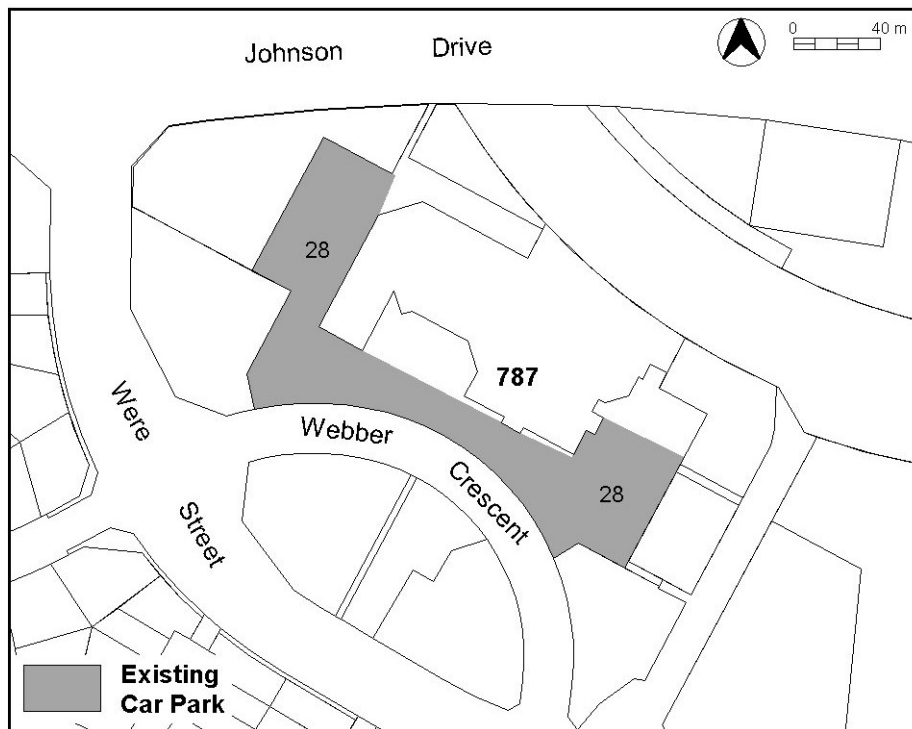 Johnson Drive
0 40 m
28
787
Were
Webber
Crescent
28
Street
Existing
Car Park